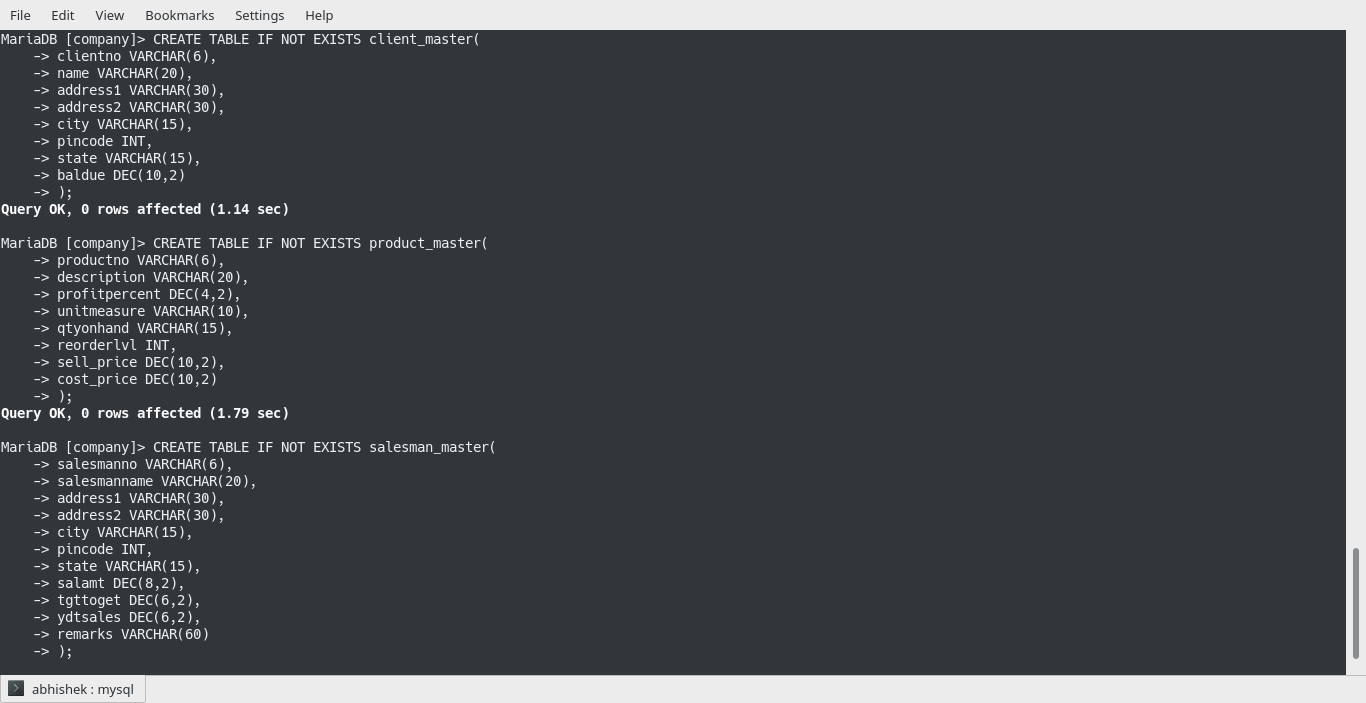 File Edit View Bookmarks Settings Help
MariaDB [company]> CREATE TABLE IF NOT EXISTS client_master(
    -> clientno VARCHAR(6),
    -> name VARCHAR(20),
    -> address1 VARCHAR(30),
    -> address2 VARCHAR(30),
    -> city VARCHAR(15),
    -> pincode INT,
    -> state VARCHAR(15),
    -> baldue DEC(10,2)
    -> );
Query OK, 0 rows affected (1.14 sec)

MariaDB [company]> CREATE TABLE IF NOT EXISTS product_master(
    -> productno VARCHAR(6),
    -> description VARCHAR(20),
    -> profitpercent DEC(4,2),
    -> unitmeasure VARCHAR(10),
    -> qtyonhand VARCHAR(15),
    -> reorderlvl INT,
    -> sell_price DEC(10,2),
    -> cost_price DEC(10,2)
    -> );
Query OK, 0 rows affected (1.79 sec)

MariaDB [company]> CREATE TABLE IF NOT EXISTS salesman_master(
    -> salesmanno VARCHAR(6),
    -> salesmanname VARCHAR(20),
    -> address1 VARCHAR(30),
    -> address2 VARCHAR(30),
    -> city VARCHAR(15),
    -> pincode INT,
    -> state VARCHAR(15),
    -> salamt DEC(8,2),
    -> tgttoget DEC(6,2),
    -> ydtsales DEC(6,2),
    -> remarks VARCHAR(60)
    -> );
abhishek : mysql